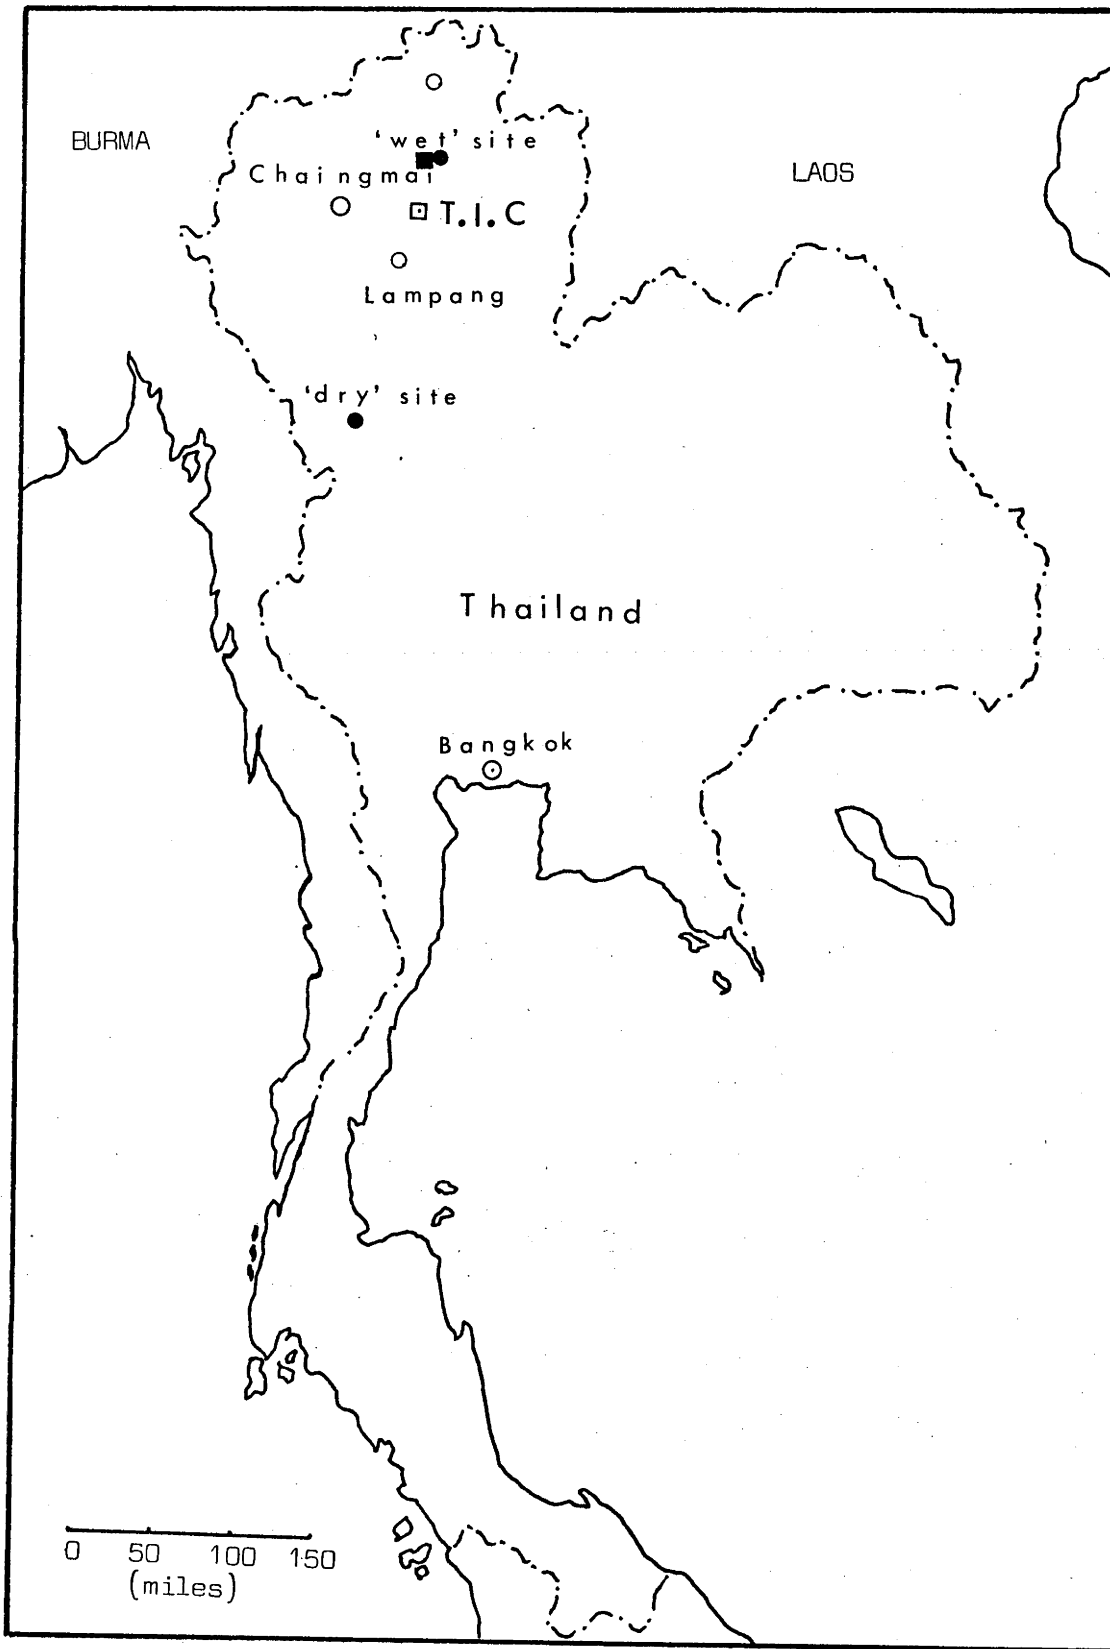 BURMA
'wet' site
LAOS
Chaingmai
T.I.C
Lampang
'dry' site
Thailand
Bangkok
0 50 100 150
(miles)